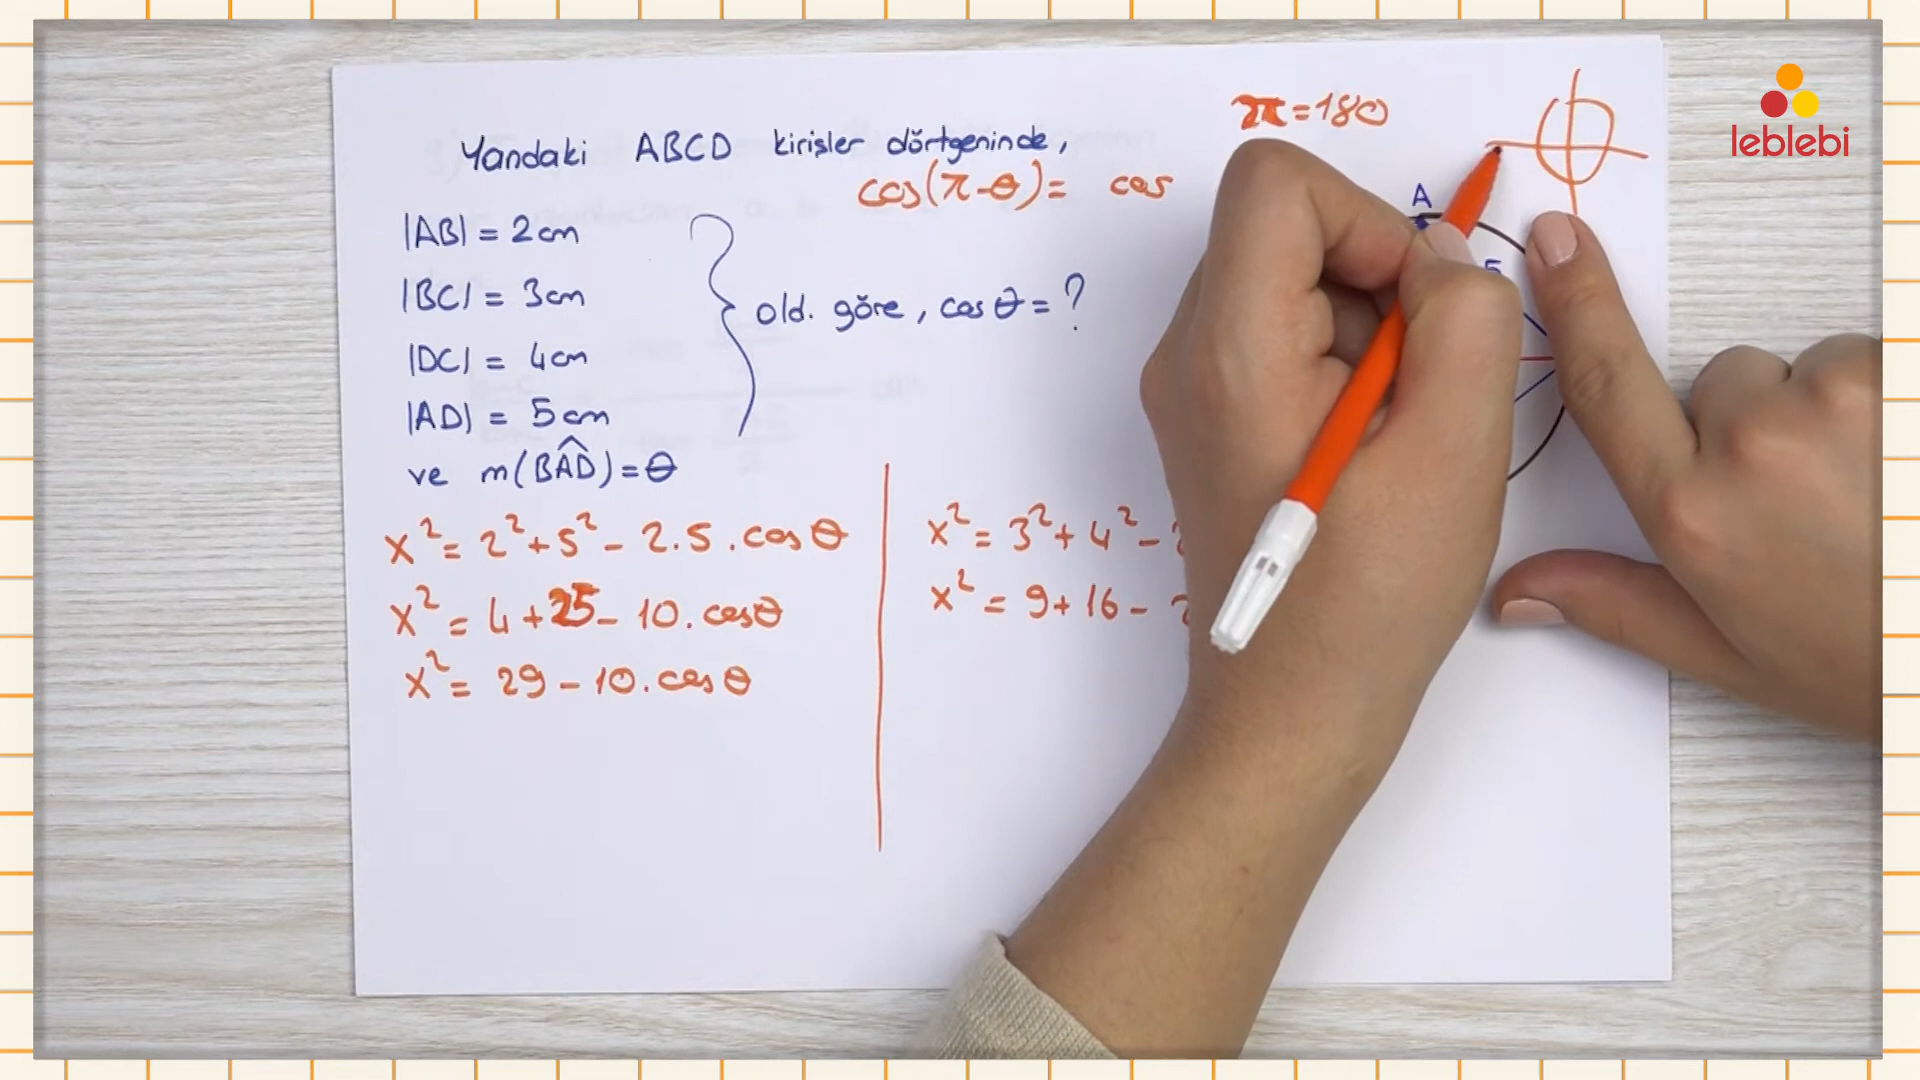 Yandaki ABCD kirişler dörtgeninde,
π=180
leblebi
cos(π-θ)= cos
A
|AB| = 2cm
|BC| = 3cm
old. göre, cosθ=?
|DC| = 4cm
|AD| = 5cm
ve m(BAD)=θ
5
x²= 2²+5²- 2.5.cosθ
x² = 4+25- 10.cosθ
x²= 29-10.cosθ
x² = 3²+4²-
x² = 9+16-